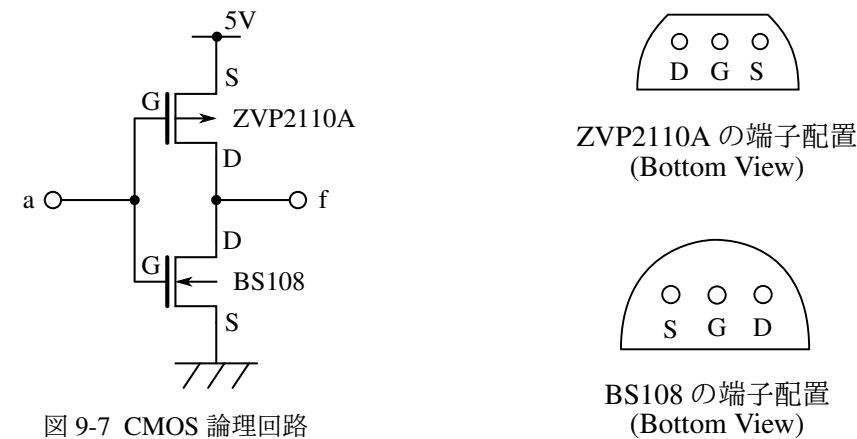 5V
S
G
ZVP2110A
D
a
f
D
G
BS108
S
図 9-7 CMOS 論理回路
D G S
ZVP2110A の端子配置
(Bottom View)
S G D
BS108 の端子配置
(Bottom View)